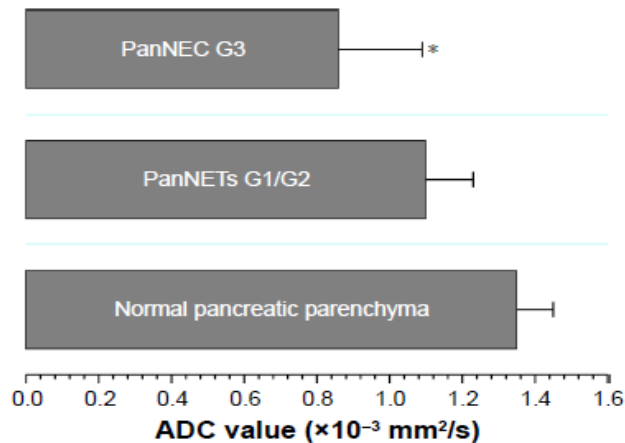 PanNEC G3
*
PanNETs G1/G2
Normal pancreatic parenchyma
0.0 0.2 0.4 0.6 0.8 1.0 1.2 1.4 1.6
ADC value (×10⁻³ mm²/s)